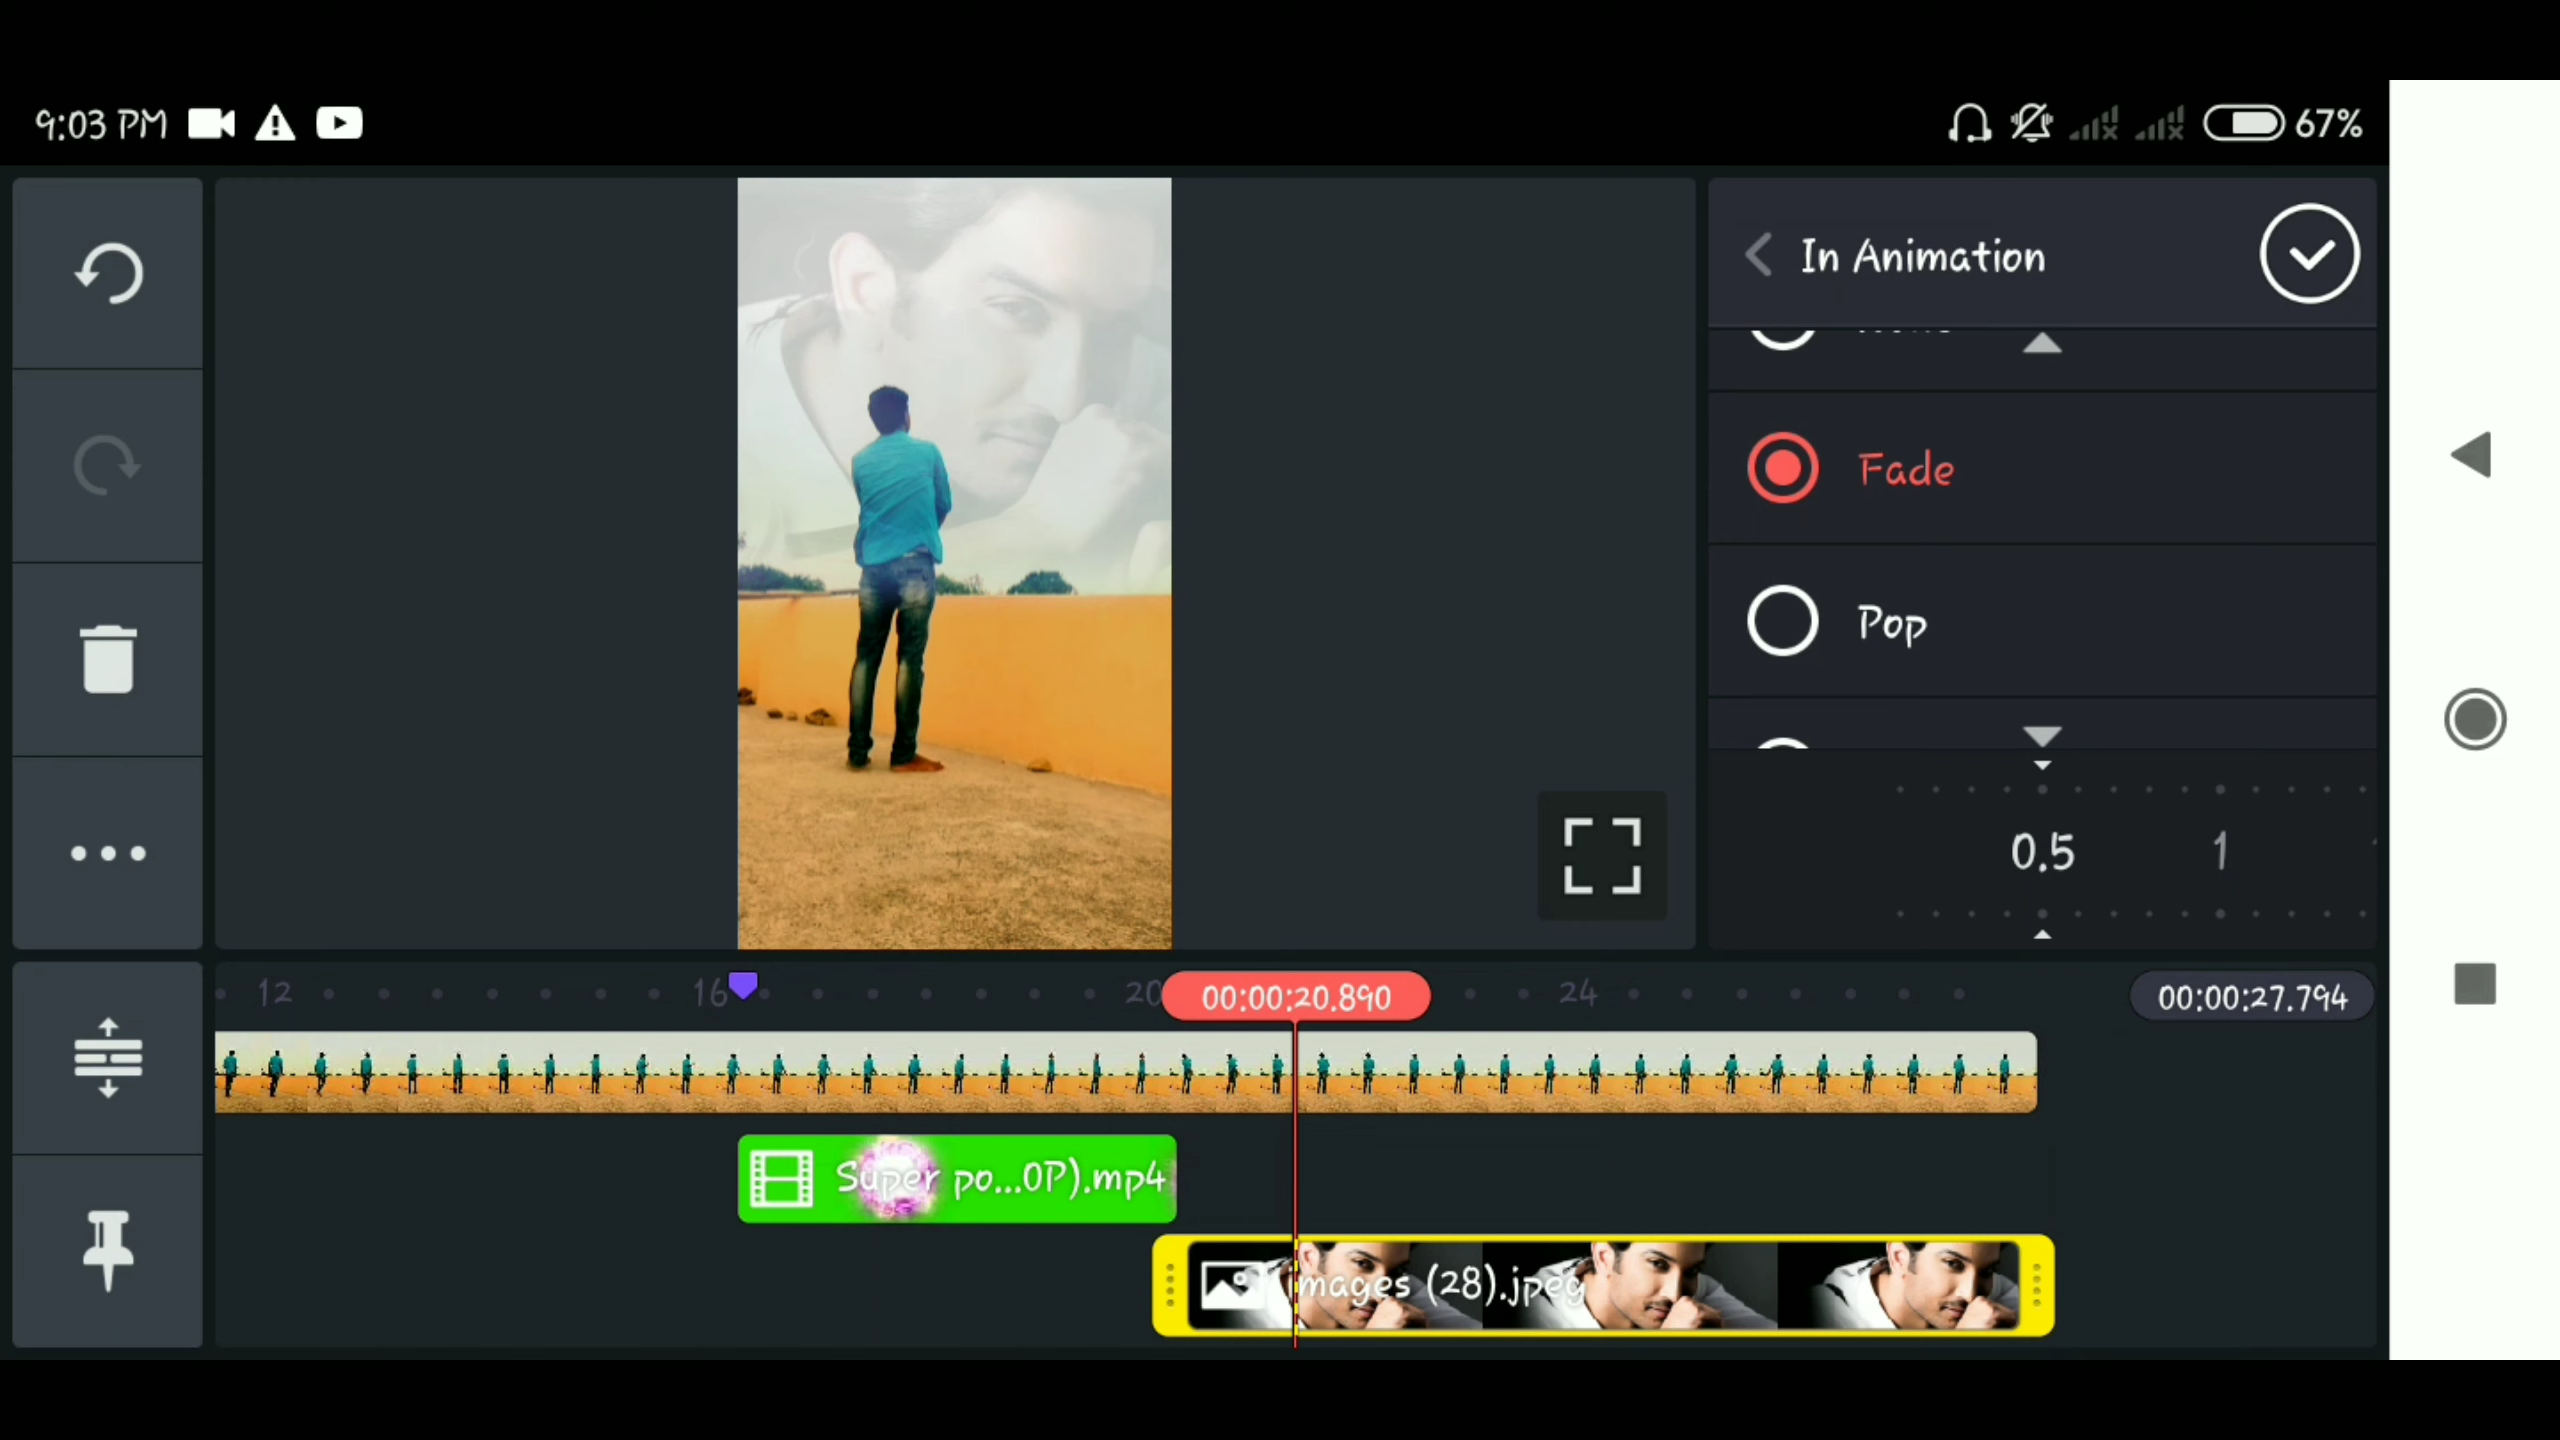 9:03 PM
67%
In Animation
Fade
Pop
0.5 1
12 16 20 00:00:20.890 24 00:00:27.794
Super po...0P).mp4
images (28).jpeg